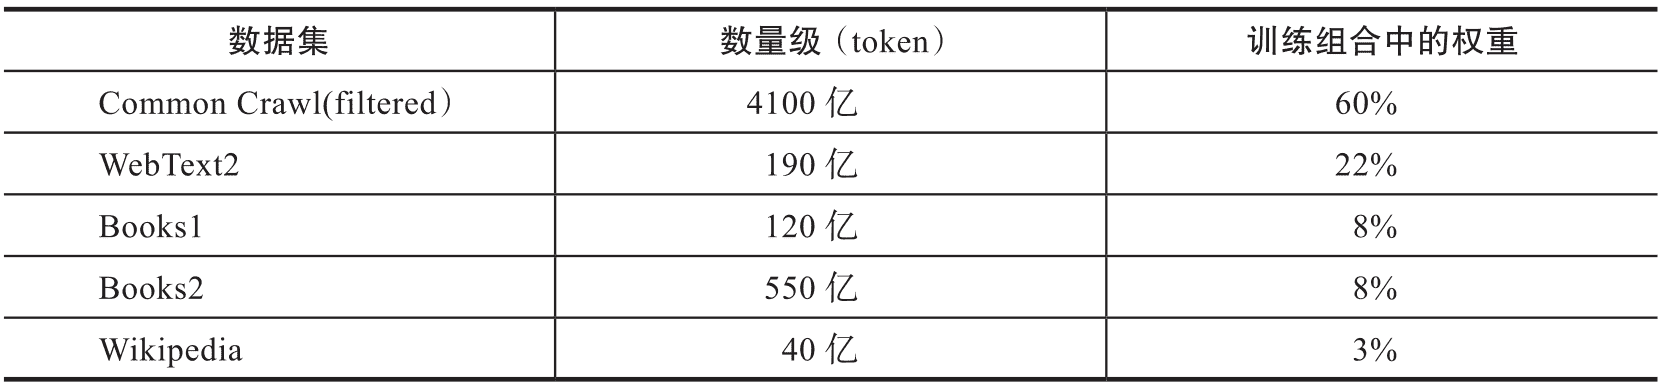 数据集 数量级（token） 训练组合中的权重
Common Crawl(filtered） 4100 亿 60%
WebText2 190 亿 22%
Books1 120 亿 8%
Books2 550 亿 8%
Wikipedia 40 亿 3%